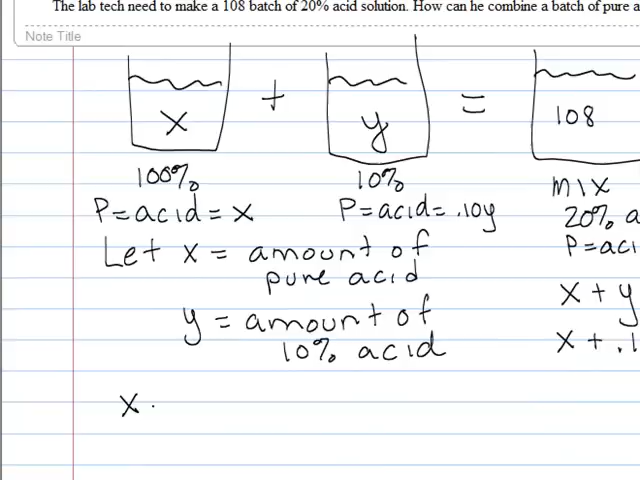 The lab tech need to make a 108 batch of 20% acid solution. How can he combine a batch of pure a
Note Title
x + y = 108
100% 10% mix
P=acid=x P=acid=.10y 20% a
Let x = amount of P=aci
pure acid
x + y
y = amount of
10% acid x + .1
x .